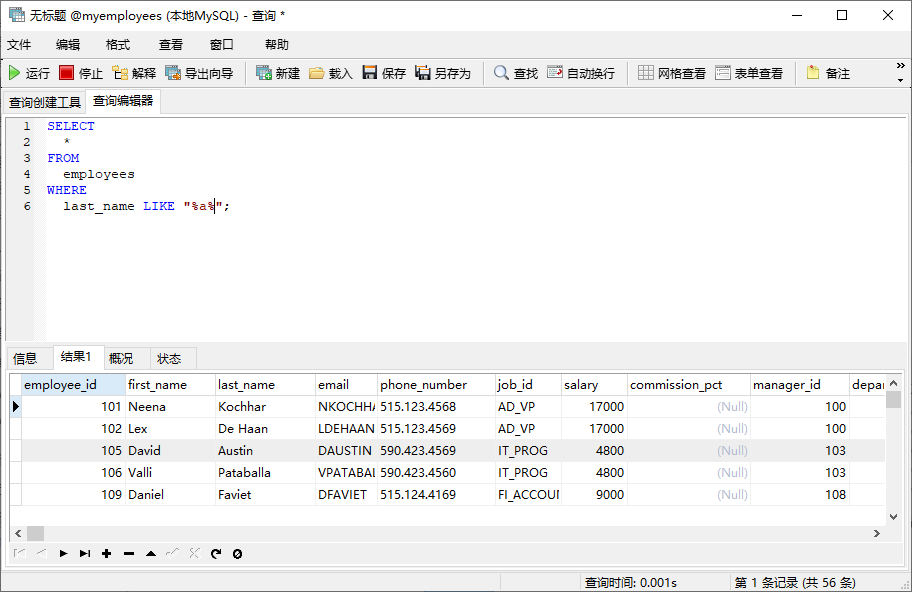 无标题 @myemployees (本地MySQL) - 查询 *
文件 编辑 格式 查看 窗口 帮助
运行 停止 解释 导出向导 新建 载入 保存 另存为 查找 自动换行 网格查看 表单查看 备注 »
查询创建工具 查询编辑器
1 SELECT
2 *
3 FROM
4 employees
5 WHERE
6 last_name LIKE "%a%";
信息 结果1 概况 状态
employee_id first_name last_name email phone_number job_id salary commission_pct manager_id depar
101 Neena Kochhar NKOCHHA 515.123.4568 AD_VP 17000 (Null) 100
102 Lex De Haan LDEHAAN 515.123.4569 AD_VP 17000 (Null) 100
105 David Austin DAUSTIN 590.423.4569 IT_PROG 4800 (Null) 103
106 Valli Pataballa VPATABAL 590.423.4560 IT_PROG 4800 (Null) 103
109 Daniel Faviet DFAVIET 515.124.4169 FI_ACCOUN 9000 (Null) 108
查询时间: 0.001s 第 1 条记录 (共 56 条)